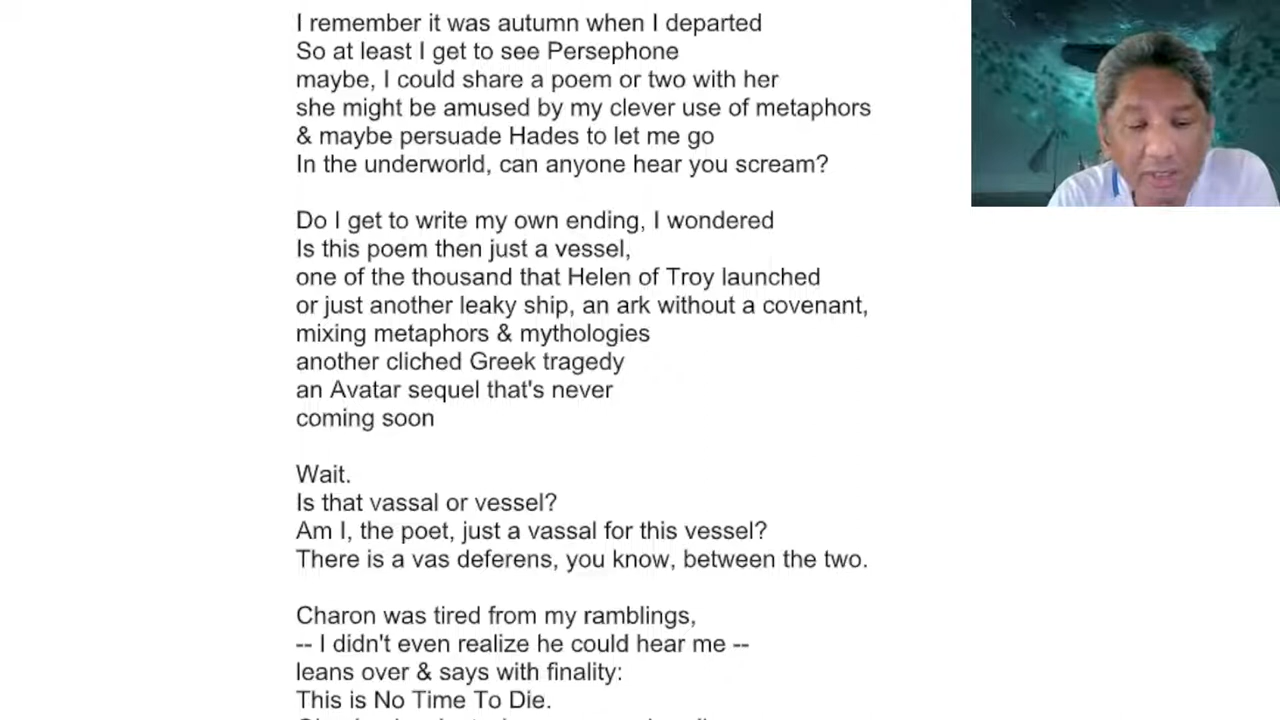 I remember it was autumn when I departed
So at least I get to see Persephone
maybe, I could share a poem or two with her
she might be amused by my clever use of metaphors
& maybe persuade Hades to let me go
In the underworld, can anyone hear you scream?
Do I get to write my own ending, I wondered
Is this poem then just a vessel,
one of the thousand that Helen of Troy launched
or just another leaky ship, an ark without a covenant,
mixing metaphors & mythologies
another cliched Greek tragedy
an Avatar sequel that's never
coming soon
Wait.
Is that vassal or vessel?
Am I, the poet, just a vassal for this vessel?
There is a vas deferens, you know, between the two.
Charon was tired from my ramblings,
-- I didn't even realize he could hear me --
leans over & says with finality:
This is No Time To Die.